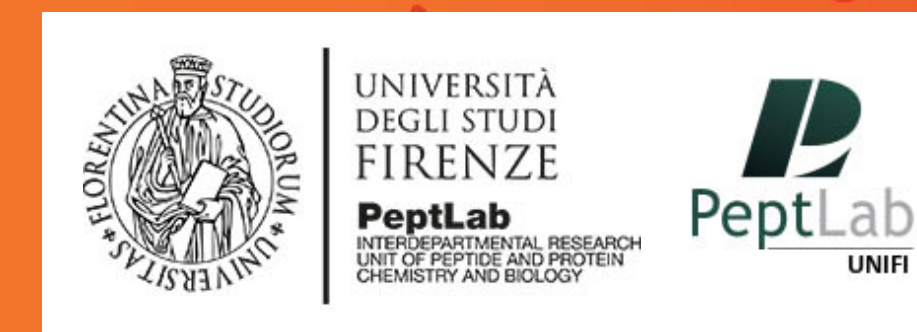 FLORENTINA STUDIORUM UNIVERSITAS
UNIVERSITÀ
DEGLI STUDI
FIRENZE
PeptLab
INTERDEPARTMENTAL RESEARCH
UNIT OF PEPTIDE AND PROTEIN
CHEMISTRY AND BIOLOGY
PeptLab
UNIFI